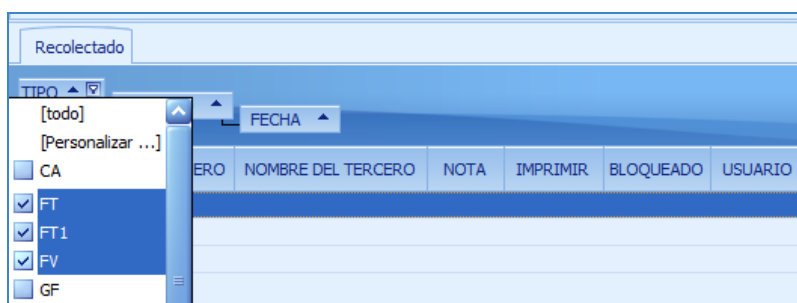 Recolectado
TIPO
[todo]
FECHA
[Personalizar ...]
CA
ERO NOMBRE DEL TERCERO NOTA IMPRIMIR BLOQUEADO USUARIO
FT
FT1
FV
GF